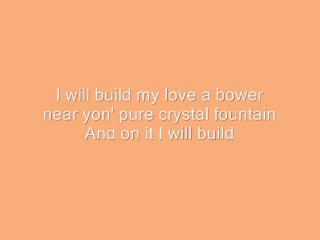 I will build my love a bower
near yon' pure crystal fountain
And on it I will build